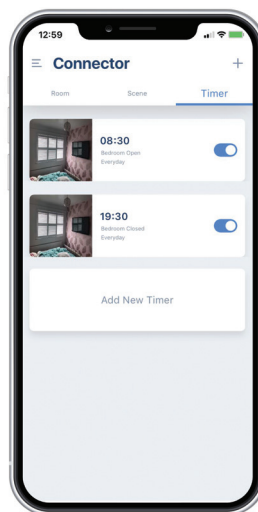 12:59
Connector
Room Scene Timer
08:30
Bedroom Open
Everyday
19:30
Bedroom Closed
Everyday
Add New Timer